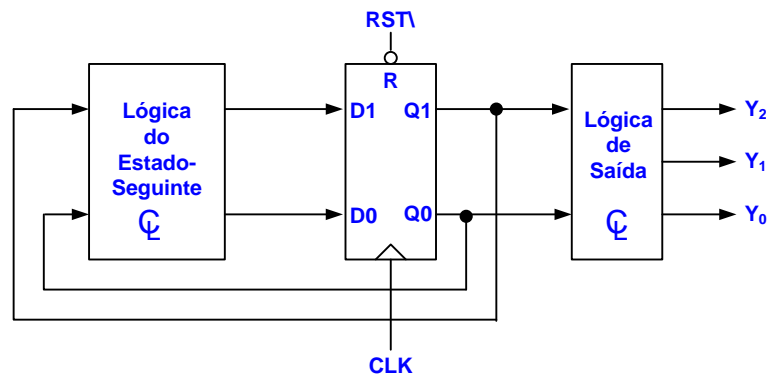 RST\
R
Lógica
do
Estado-
Seguinte
CL
D1 Q1
D0 Q0
Lógica
de
Saída
CL
Y2
Y1
Y0
CLK